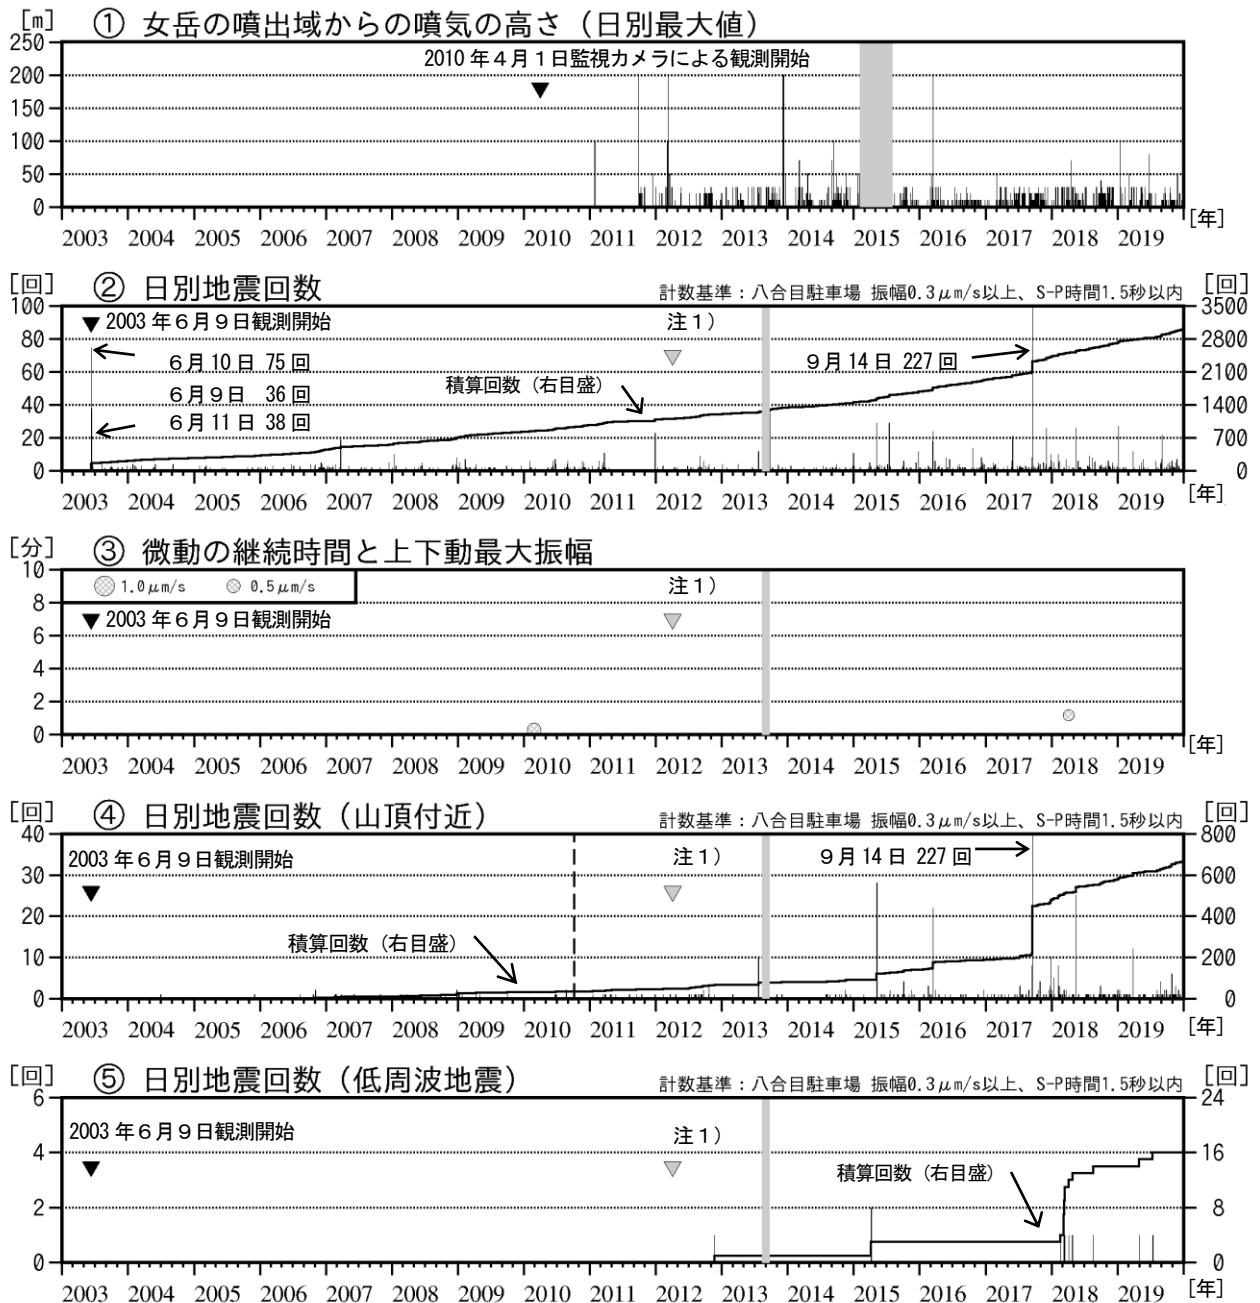 [m] ① 女岳の噴出域からの噴気の高さ（日別最大値）
250
2010年4月1日監視カメラによる観測開始
200
150
100
50
0
2003 2004 2005 2006 2007 2008 2009 2010 2011 2012 2013 2014 2015 2016 2017 2018 2019 [年]
[回] ② 日別地震回数 計数基準：八合目駐車場 振幅0.3μm/s以上、S-P時間1.5秒以内 [回]
100 3500
▼ 2003年６月９日観測開始 注１）
80 2800
６月10日 75回 ９月14日 227回
60 2100
６月９日 36回 積算回数（右目盛）
40 1400
６月11日 38回
20 700
0 0
2003 2004 2005 2006 2007 2008 2009 2010 2011 2012 2013 2014 2015 2016 2017 2018 2019 [年]
[分] ③ 微動の継続時間と上下動最大振幅
10
1.0μm/s 0.5μm/s 注１）
8
▼ 2003年６月９日観測開始
6
4
2
0
2003 2004 2005 2006 2007 2008 2009 2010 2011 2012 2013 2014 2015 2016 2017 2018 2019 [年]
[回] ④ 日別地震回数（山頂付近） 計数基準：八合目駐車場 振幅0.3μm/s以上、S-P時間1.5秒以内 [回]
40 800
2003年６月９日観測開始 注１） ９月14日 227回
30 600
20 400
積算回数（右目盛）
10 200
0 0
2003 2004 2005 2006 2007 2008 2009 2010 2011 2012 2013 2014 2015 2016 2017 2018 2019 [年]
[回] ⑤ 日別地震回数（低周波地震） 計数基準：八合目駐車場 振幅0.3μm/s以上、S-P時間1.5秒以内 [回]
6 24
2003年６月９日観測開始 注１）
4 16
積算回数（右目盛）
2 8
0 0
2003 2004 2005 2006 2007 2008 2009 2010 2011 2012 2013 2014 2015 2016 2017 2018 2019 [年]